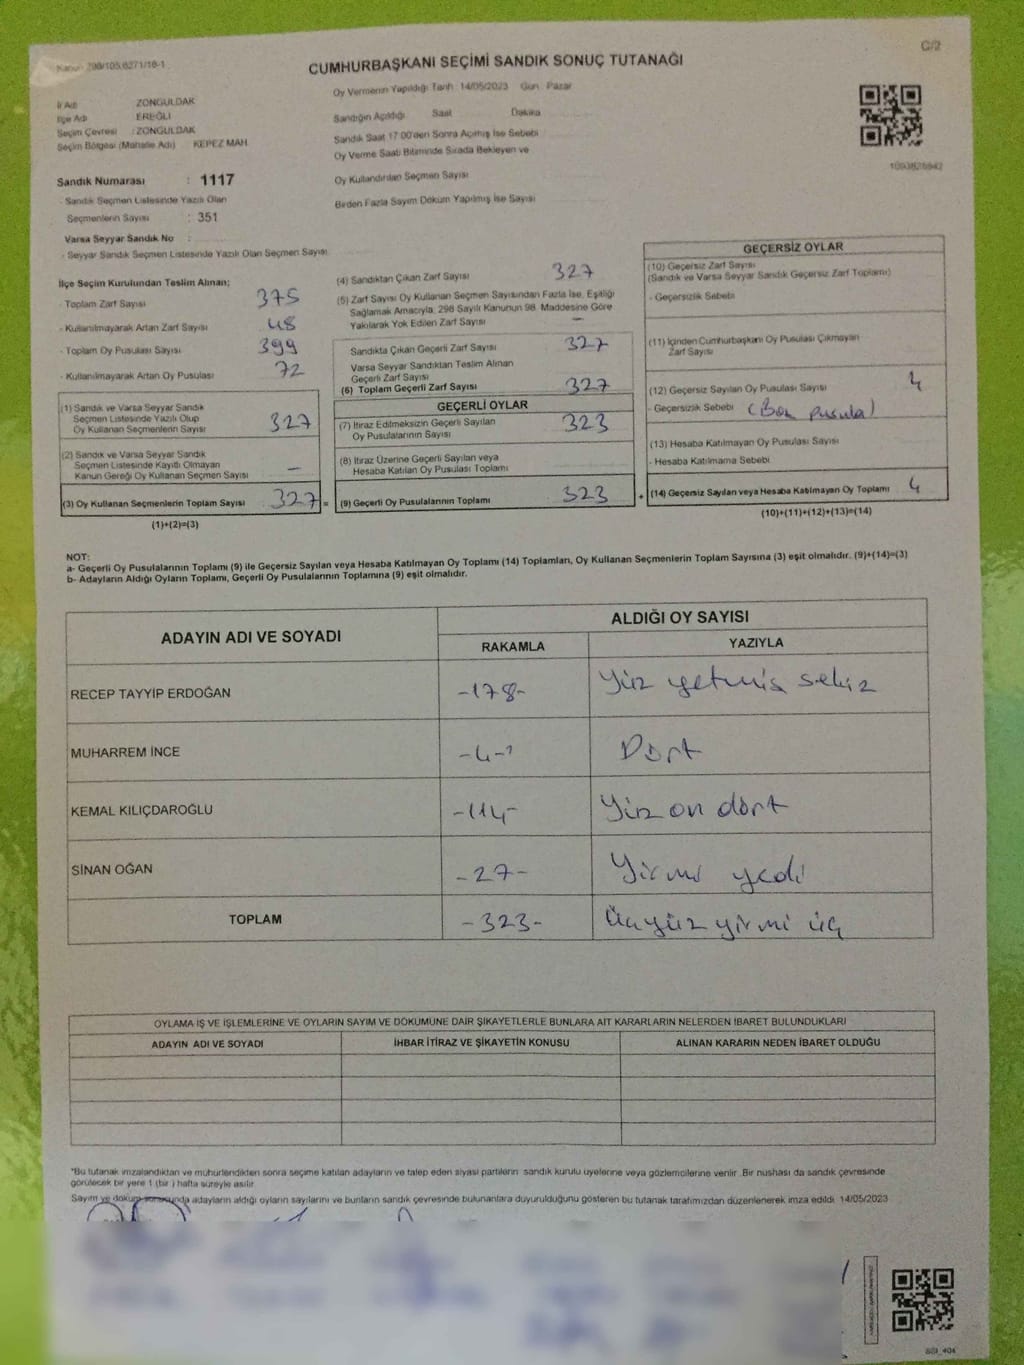 Kanun 298/105,6271/16-1
C/2
CUMHURBAŞKANI SEÇİMİ SANDIK SONUÇ TUTANAĞI
Oy Vermenin Yapıldığı Tarih : 14/05/2023 Gün : Pazar
İl Adı ZONGULDAK
İlçe Adı EREĞLİ
Seçim Çevresi : ZONGULDAK
Seçim Bölgesi (Mahalle Adı) KEPEZ MAH.
Sandığın Açıldığı Saat Dakika
Sandık Saat 17:00'den Sonra Açılmış İse Sebebi
Oy Verme Saati Bitiminde Sırada Bekleyen ve
Oy Kullandırılan Seçmen Sayısı
Birden Fazla Sayım Döküm Yapılmış İse Sayısı
Sandık Numarası : 1117
- Sandık Seçmen Listesinde Yazılı Olan
Seçmenlerin Sayısı : 351
Varsa Seyyar Sandık No :
- Seyyar Sandık Seçmen Listesinde Yazılı Olan Seçmen Sayısı
İlçe Seçim Kurulundan Teslim Alınan;
- Toplam Zarf Sayısı 375
- Kullanılmayarak Artan Zarf Sayısı 48
- Toplam Oy Pusulası Sayısı 399
- Kullanılmayarak Artan Oy Pusulası 72
(1) Sandık ve Varsa Seyyar Sandık
Seçmen Listesinde Yazılı Olup
Oy Kullanan Seçmenlerin Sayısı 327
(2) Sandık ve Varsa Seyyar Sandık
Seçmen Listesinde Kayıtlı Olmayan
Kanun Gereği Oy Kullanan Seçmen Sayısı –
(3) Oy Kullanan Seçmenlerin Toplam Sayısı 327 =
(1)+(2)=(3)
(4) Sandıktan Çıkan Zarf Sayısı 327
(5) Zarf Sayısı Oy Kullanan Seçmen Sayısından Fazla İse, Eşitliği
Sağlamak Amacıyla, 298 Sayılı Kanunun 98. Maddesine Göre
Yakılarak Yok Edilen Zarf Sayısı –
Sandıkta Çıkan Geçerli Zarf Sayısı 327
Varsa Seyyar Sandıktan Teslim Alınan
Geçerli Zarf Sayısı
(6) Toplam Geçerli Zarf Sayısı 327
GEÇERLİ OYLAR
(7) İtiraz Edilmeksizin Geçerli Sayılan
Oy Pusulalarının Sayısı 323
(8) İtiraz Üzerine Geçerli Sayılan veya
Hesaba Katılan Oy Pusulası Toplamı
(9) Geçerli Oy Pusulalarının Toplamı 323 +
GEÇERSİZ OYLAR
(10) Geçersiz Zarf Sayısı
(Sandık ve Varsa Seyyar Sandık Geçersiz Zarf Toplamı)
- Geçersizlik Sebebi
(11) İçinden Cumhurbaşkanı Oy Pusulası Çıkmayan
Zarf Sayısı
(12) Geçersiz Sayılan Oy Pusulası Sayısı 4
- Geçersizlik Sebebi (Boş pusula)
(13) Hesaba Katılmayan Oy Pusulası Sayısı
- Hesaba Katılmama Sebebi
(14) Geçersiz Sayılan veya Hesaba Katılmayan Oy Toplamı 4
(10)+(11)+(12)+(13)=(14)
NOT:
a- Geçerli Oy Pusulalarının Toplamı (9) ile Geçersiz Sayılan veya Hesaba Katılmayan Oy Toplamı (14) Toplamları, Oy Kullanan Seçmenlerin Toplam Sayısına (3) eşit olmalıdır. (9)+(14)=(3)
b- Adayların Aldığı Oyların Toplamı, Geçerli Oy Pusulalarının Toplamına (9) eşit olmalıdır.
ADAYIN ADI VE SOYADI ALDIĞI OY SAYISI
RAKAMLA YAZIYLA
RECEP TAYYİP ERDOĞAN -178- Yüz yetmiş sekiz
MUHARREM İNCE -4- Dört
KEMAL KILIÇDAROĞLU -114- Yüz on dört
SİNAN OĞAN -27- Yirmi yedi
TOPLAM -323- Üçyüz yirmi üç
OYLAMA İŞ VE İŞLEMLERİNE VE OYLARIN SAYIM VE DÖKÜMÜNE DAİR ŞİKAYETLERLE BUNLARA AİT KARARLARIN NELERDEN İBARET BULUNDUKLARI
ADAYIN ADI VE SOYADI İHBAR İTİRAZ VE ŞİKAYETİN KONUSU ALINAN KARARIN NEDEN İBARET OLDUĞU
*Bu tutanak imzalandıktan ve mühürlendikten sonra seçime katılan adayların ve talep eden siyasi partilerin sandık kurulu üyelerine veya gözlemcilerine verilir. Bir nüshası da sandık çevresinde
görülecek bir yere 1 (bir) hafta süreyle asılır.
Sayım ve döküm sonucunda adayların aldığı oyların sayılarını ve bunların sandık çevresinde bulunanlara duyurulduğunu gösteren bu tutanak tarafımızdan düzenlenerek imza edildi. 14/05/2023